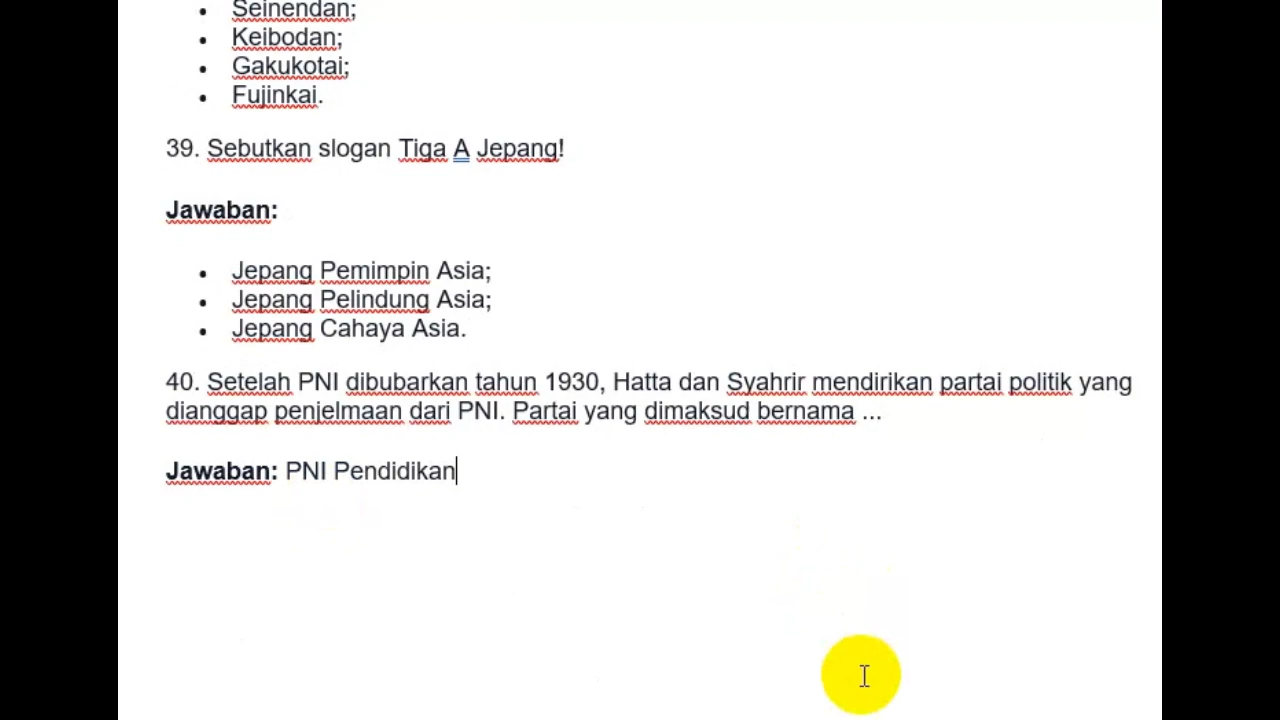 • Seinendan;
• Keibodan;
• Gakukotai;
• Fujinkai.
39. Sebutkan slogan Tiga A Jepang!
Jawaban:
• Jepang Pemimpin Asia;
• Jepang Pelindung Asia;
• Jepang Cahaya Asia.
40. Setelah PNI dibubarkan tahun 1930, Hatta dan Syahrir mendirikan partai politik yang
dianggap penjelmaan dari PNI. Partai yang dimaksud bernama ...
Jawaban: PNI Pendidikan